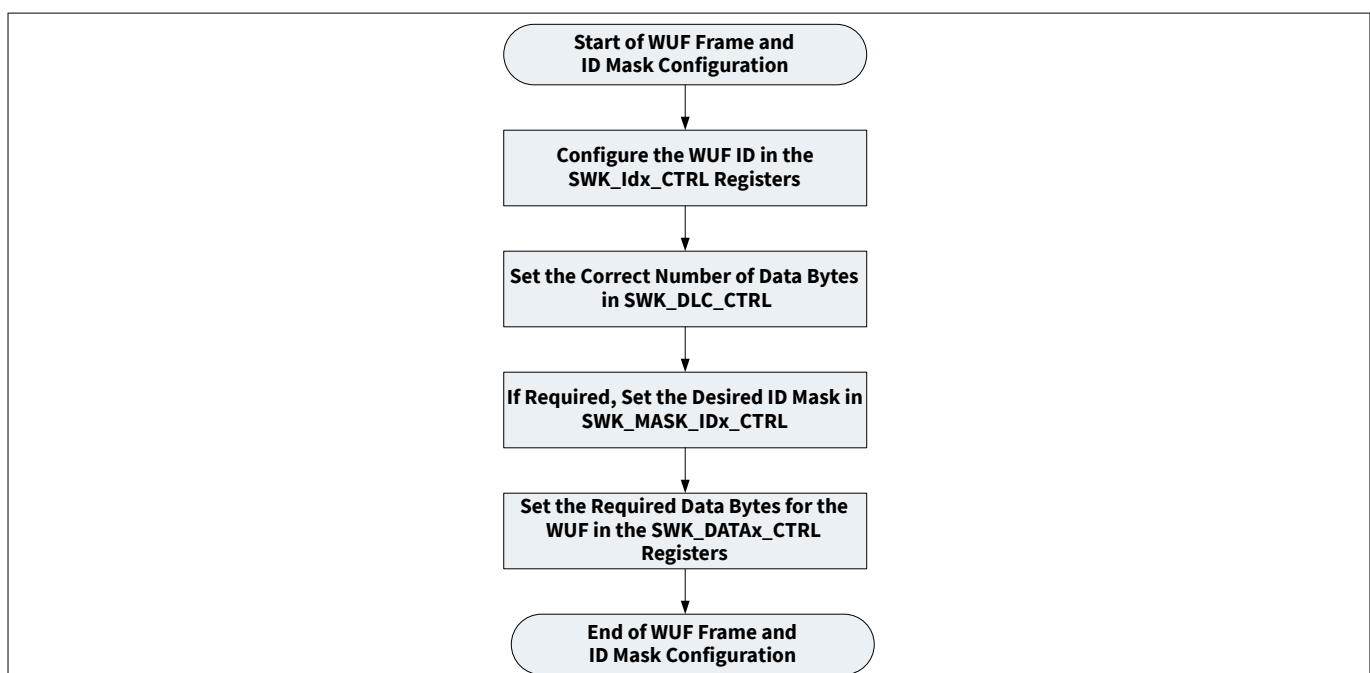 Start of WUF Frame and
ID Mask Configuration
Configure the WUF ID in the
SWK_Idx_CTRL Registers
Set the Correct Number of Data Bytes
in SWK_DLC_CTRL
If Required, Set the Desired ID Mask in
SWK_MASK_IDx_CTRL
Set the Required Data Bytes for the
WUF in the SWK_DATAx_CTRL
Registers
End of WUF Frame and
ID Mask Configuration